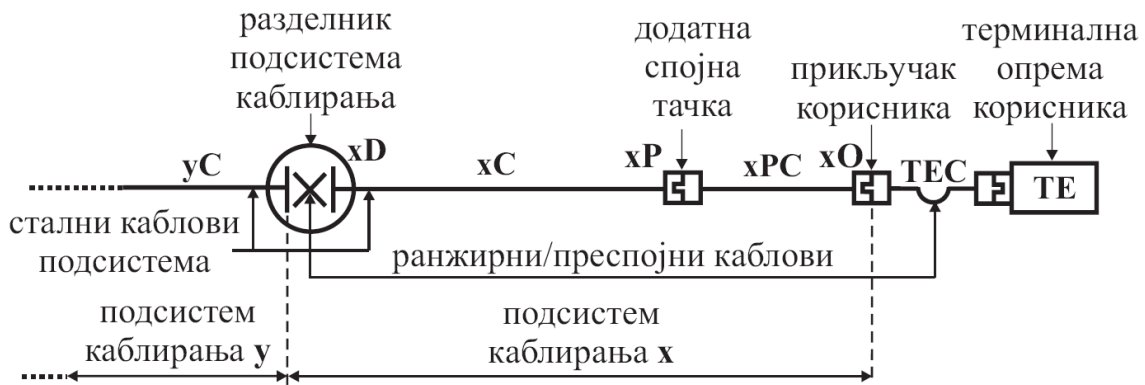 разделник
подсистема
каблирања
додатна
спојна
тачка
прикључак
корисника
терминална
опрема
корисника
yC
xD
xC
xP
xPC
xO
TEC
TE
стални каблови
подсистема
ранжирни/преспојни каблови
подсистем
каблирања y
подсистем
каблирања x